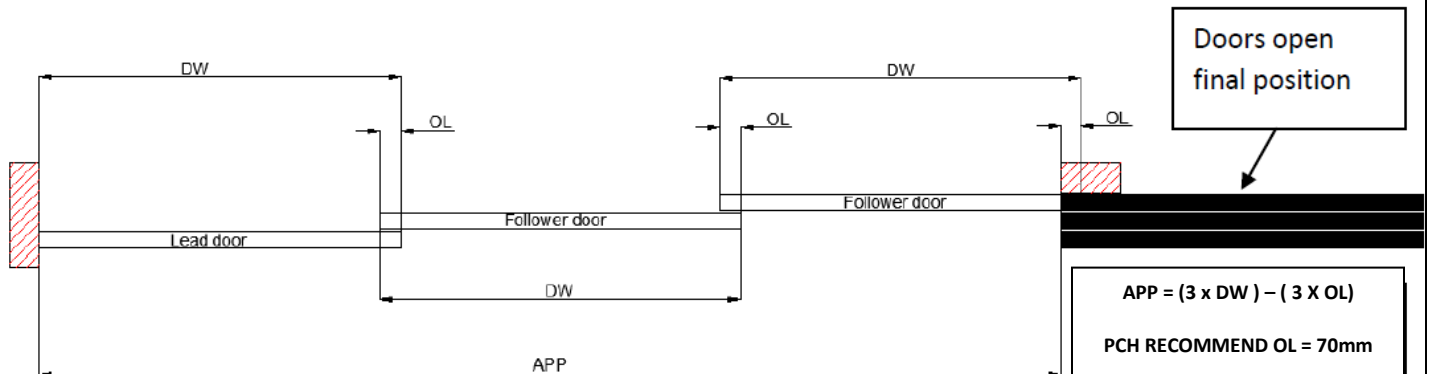 Doors open
final position
DW
DW
OL
OL
OL
Follower door
Follower door
Lead door
DW
APP = (3 x DW ) – ( 3 X OL)
PCH RECOMMEND OL = 70mm
APP